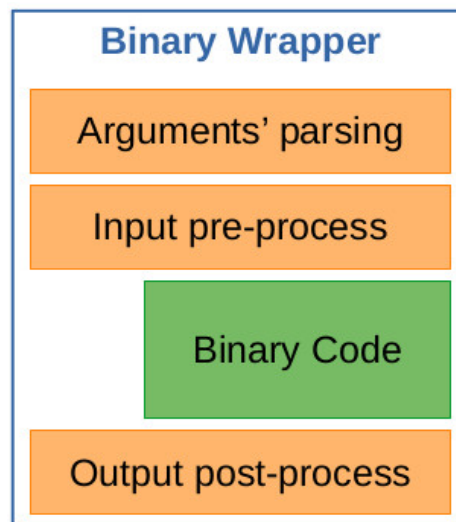 Binary Wrapper
Arguments’ parsing
Input pre-process
Binary Code
Output post-process